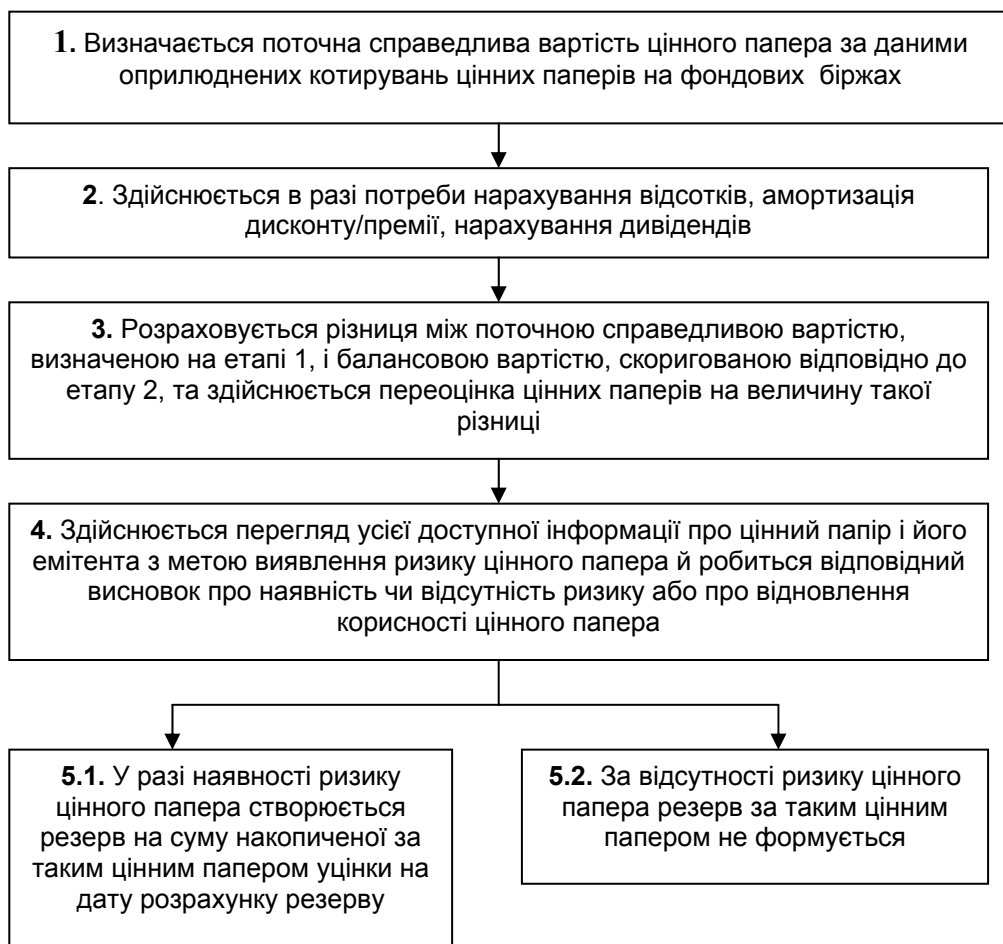 1. Визначається поточна справедлива вартість цінного папера за даними
оприлюднених котирувань цінних паперів на фондових біржах
2. Здійснюється в разі потреби нарахування відсотків, амортизація
дисконту/премії, нарахування дивідендів
3. Розраховується різниця між поточною справедливою вартістю,
визначеною на етапі 1, і балансовою вартістю, скоригованою відповідно до
етапу 2, та здійснюється переоцінка цінних паперів на величину такої
різниці
4. Здійснюється перегляд усієї доступної інформації про цінний папір і його
емітента з метою виявлення ризику цінного папера й робиться відповідний
висновок про наявність чи відсутність ризику або про відновлення
корисності цінного папера
5.1. У разі наявності ризику
цінного папера створюється
резерв на суму накопиченої за
таким цінним папером уцінки на
дату розрахунку резерву
5.2. За відсутності ризику цінного
папера резерв за таким цінним
папером не формується